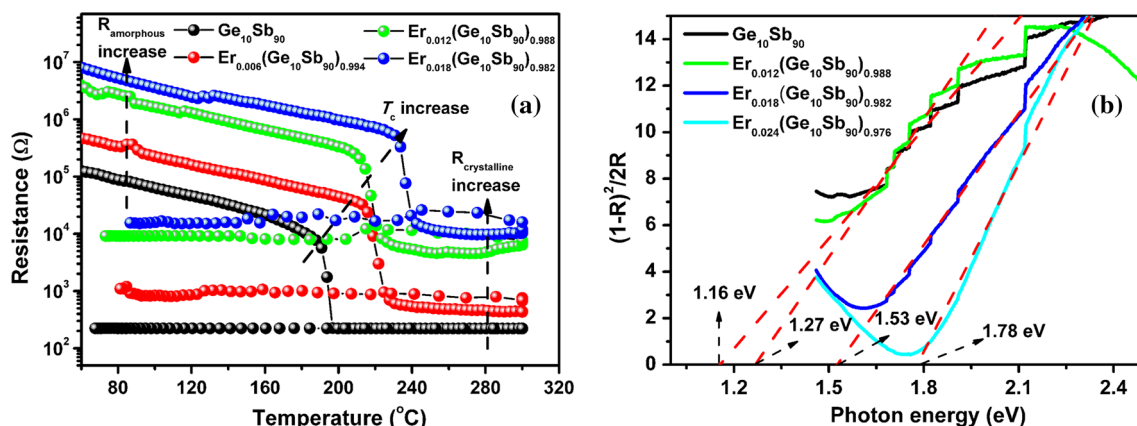 R amorphous increase
Ge10Sb90
Er0.012(Ge10Sb90)0.988
Er0.006(Ge10Sb90)0.994
Er0.018(Ge10Sb90)0.982
(a)
Tc increase
R crystalline increase
10^7
10^6
10^5
10^4
10^3
10^2
Resistance (Ω)
80 120 160 200 240 280 320
Temperature (°C)
Ge10Sb90
Er0.012(Ge10Sb90)0.988
Er0.018(Ge10Sb90)0.982
Er0.024(Ge10Sb90)0.976
(b)
14
12
10
8
6
4
2
0
(1-R)^2/2R
1.16 eV
1.27 eV
1.53 eV
1.78 eV
1.2 1.5 1.8 2.1 2.4
Photon energy (eV)